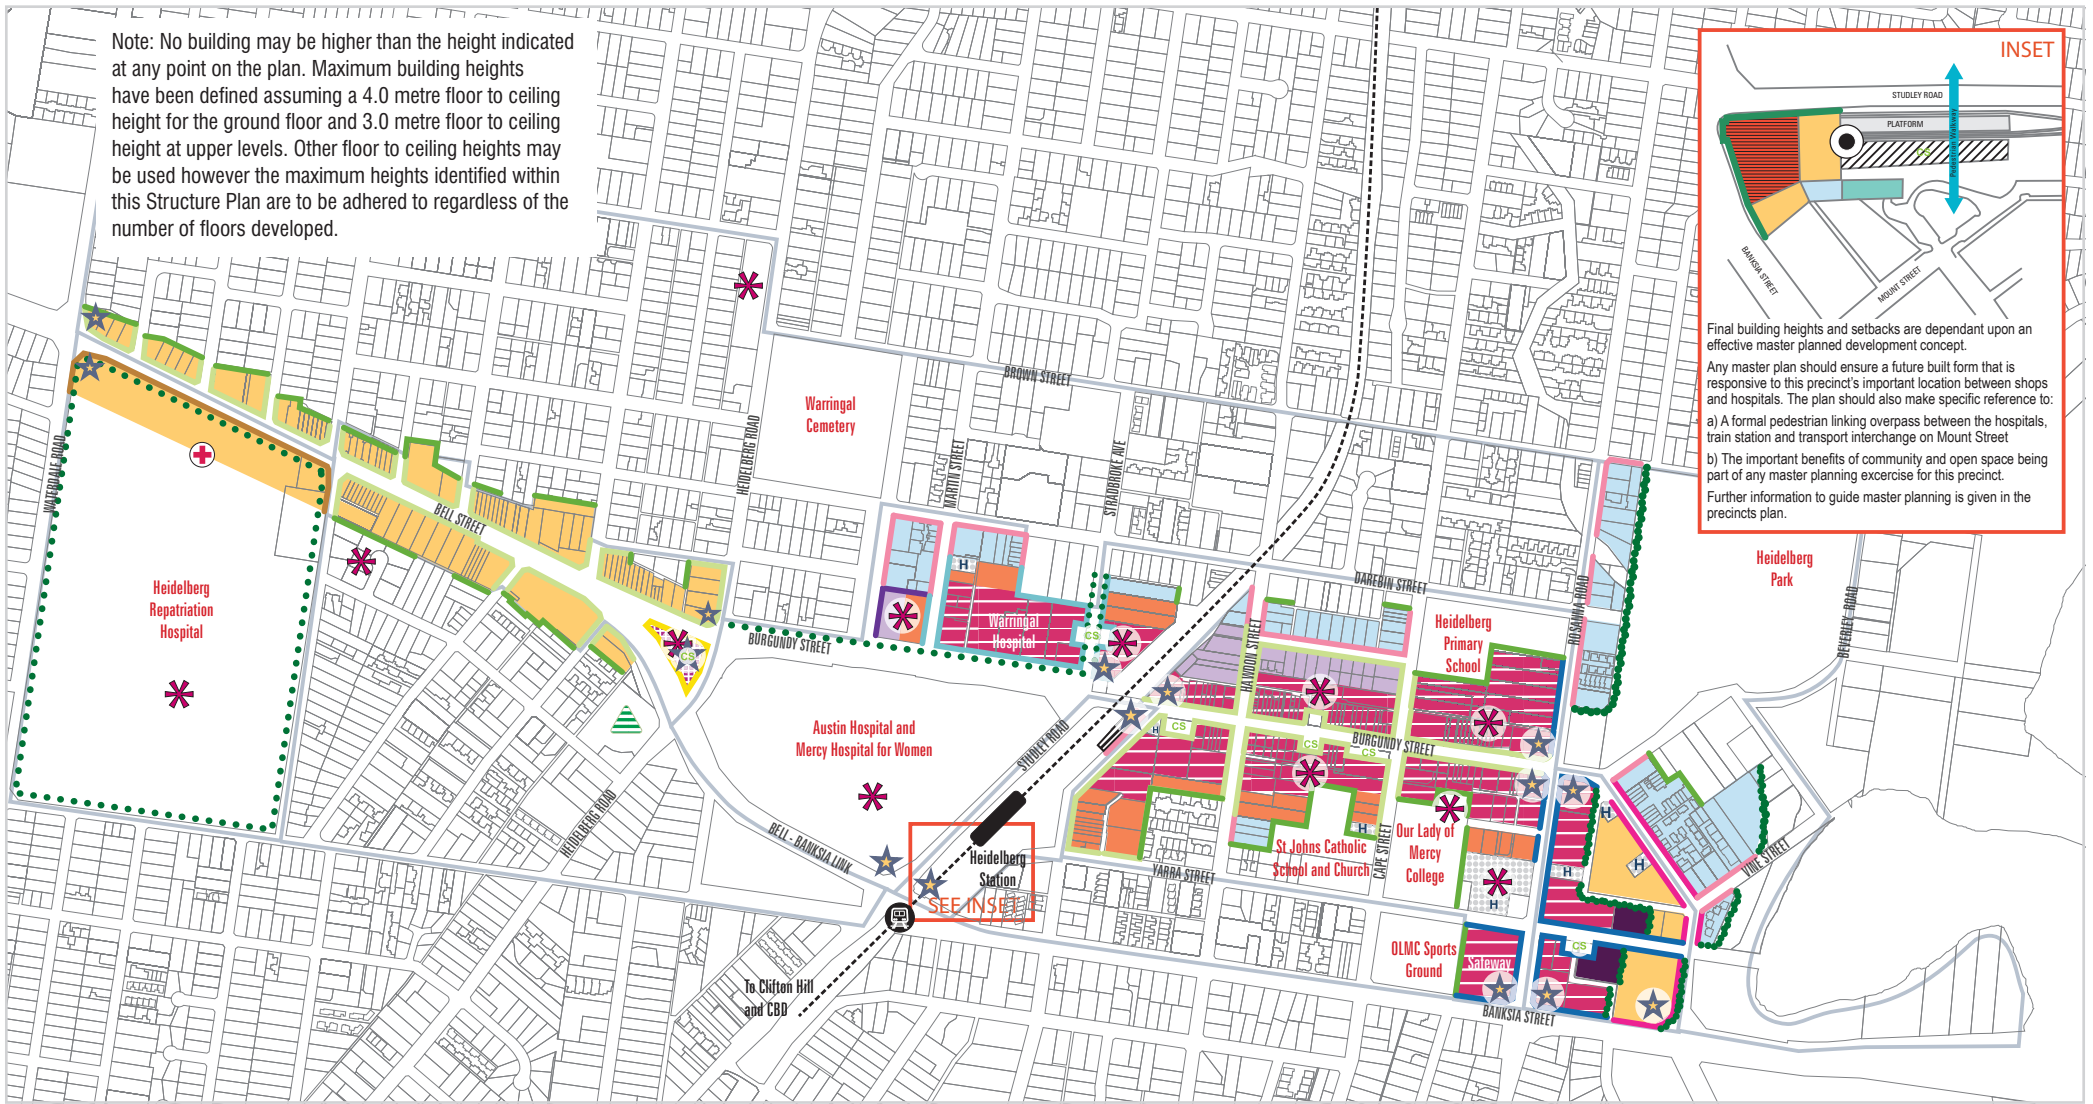 Note: No building may be higher than the height indicated
at any point on the plan. Maximum building heights
have been defined assuming a 4.0 metre floor to ceiling
height for the ground floor and 3.0 metre floor to ceiling
height at upper levels. Other floor to ceiling heights may
be used however the maximum heights identified within
this Structure Plan are to be adhered to regardless of the
number of floors developed.
INSET
STUDLEY ROAD
PLATFORM
CS
Pedestrian Walkway
BANKSIA STREET
MOUNT STREET
Final building heights and setbacks are dependant upon an
effective master planned development concept.
Any master plan should ensure a future built form that is
responsive to this precinct's important location between shops
and hospitals. The plan should also make specific reference to:
a) A formal pedestrian linking overpass between the hospitals,
train station and transport interchange on Mount Street
b) The important benefits of community and open space being
part of any master planning excercise for this precinct.
Further information to guide master planning is given in the
precincts plan.
BROWN STREET
Warringal
Cemetery
HEIDELBERG ROAD
MARTIN STREET
STRADBROKE AVE
WATERDALE ROAD
BELL STREET
Heidelberg
Repatriation
Hospital
H
Warringal
Hospital
CS
DAREBIN STREET
Heidelberg
Primary
School
ROSANNA ROAD
Heidelberg
Park
BEVERLEY ROAD
BURGUNDY STREET
CS
HAWDON STREET
Austin Hospital and
Mercy Hospital for Women
STUDLEY ROAD
H
CS
CS
CS
BURGUNDY STREET
HEIDELBERG ROAD
BELL - BANKSIA LINK
Heidelberg
Station
SEE INSET
YARRA STREET
St Johns Catholic
School and Church
H
CAPE STREET
Our Lady of
Mercy
College
H
H
H
H
VINE STREET
OLMC Sports
Ground
Safeway
CS
BANKSIA STREET
To Clifton Hill
and CBD